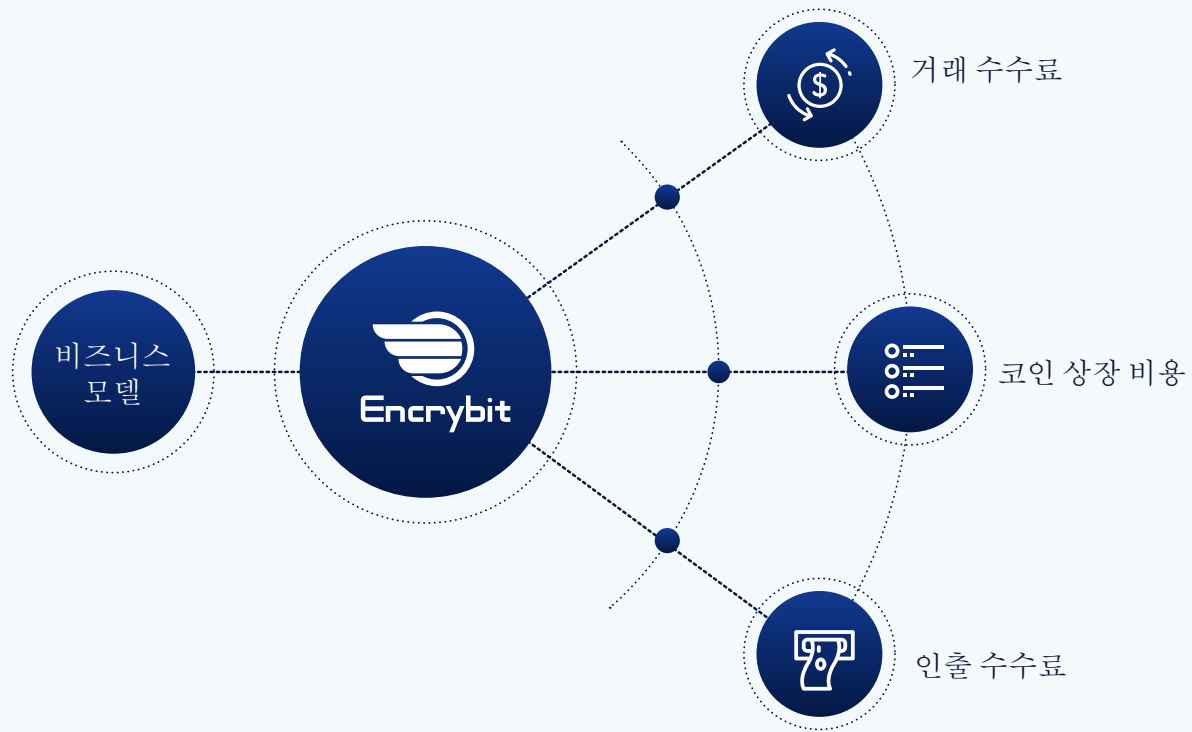 거래 수수료
비즈니스
모델
Encrybit
코인 상장 비용
인출 수수료